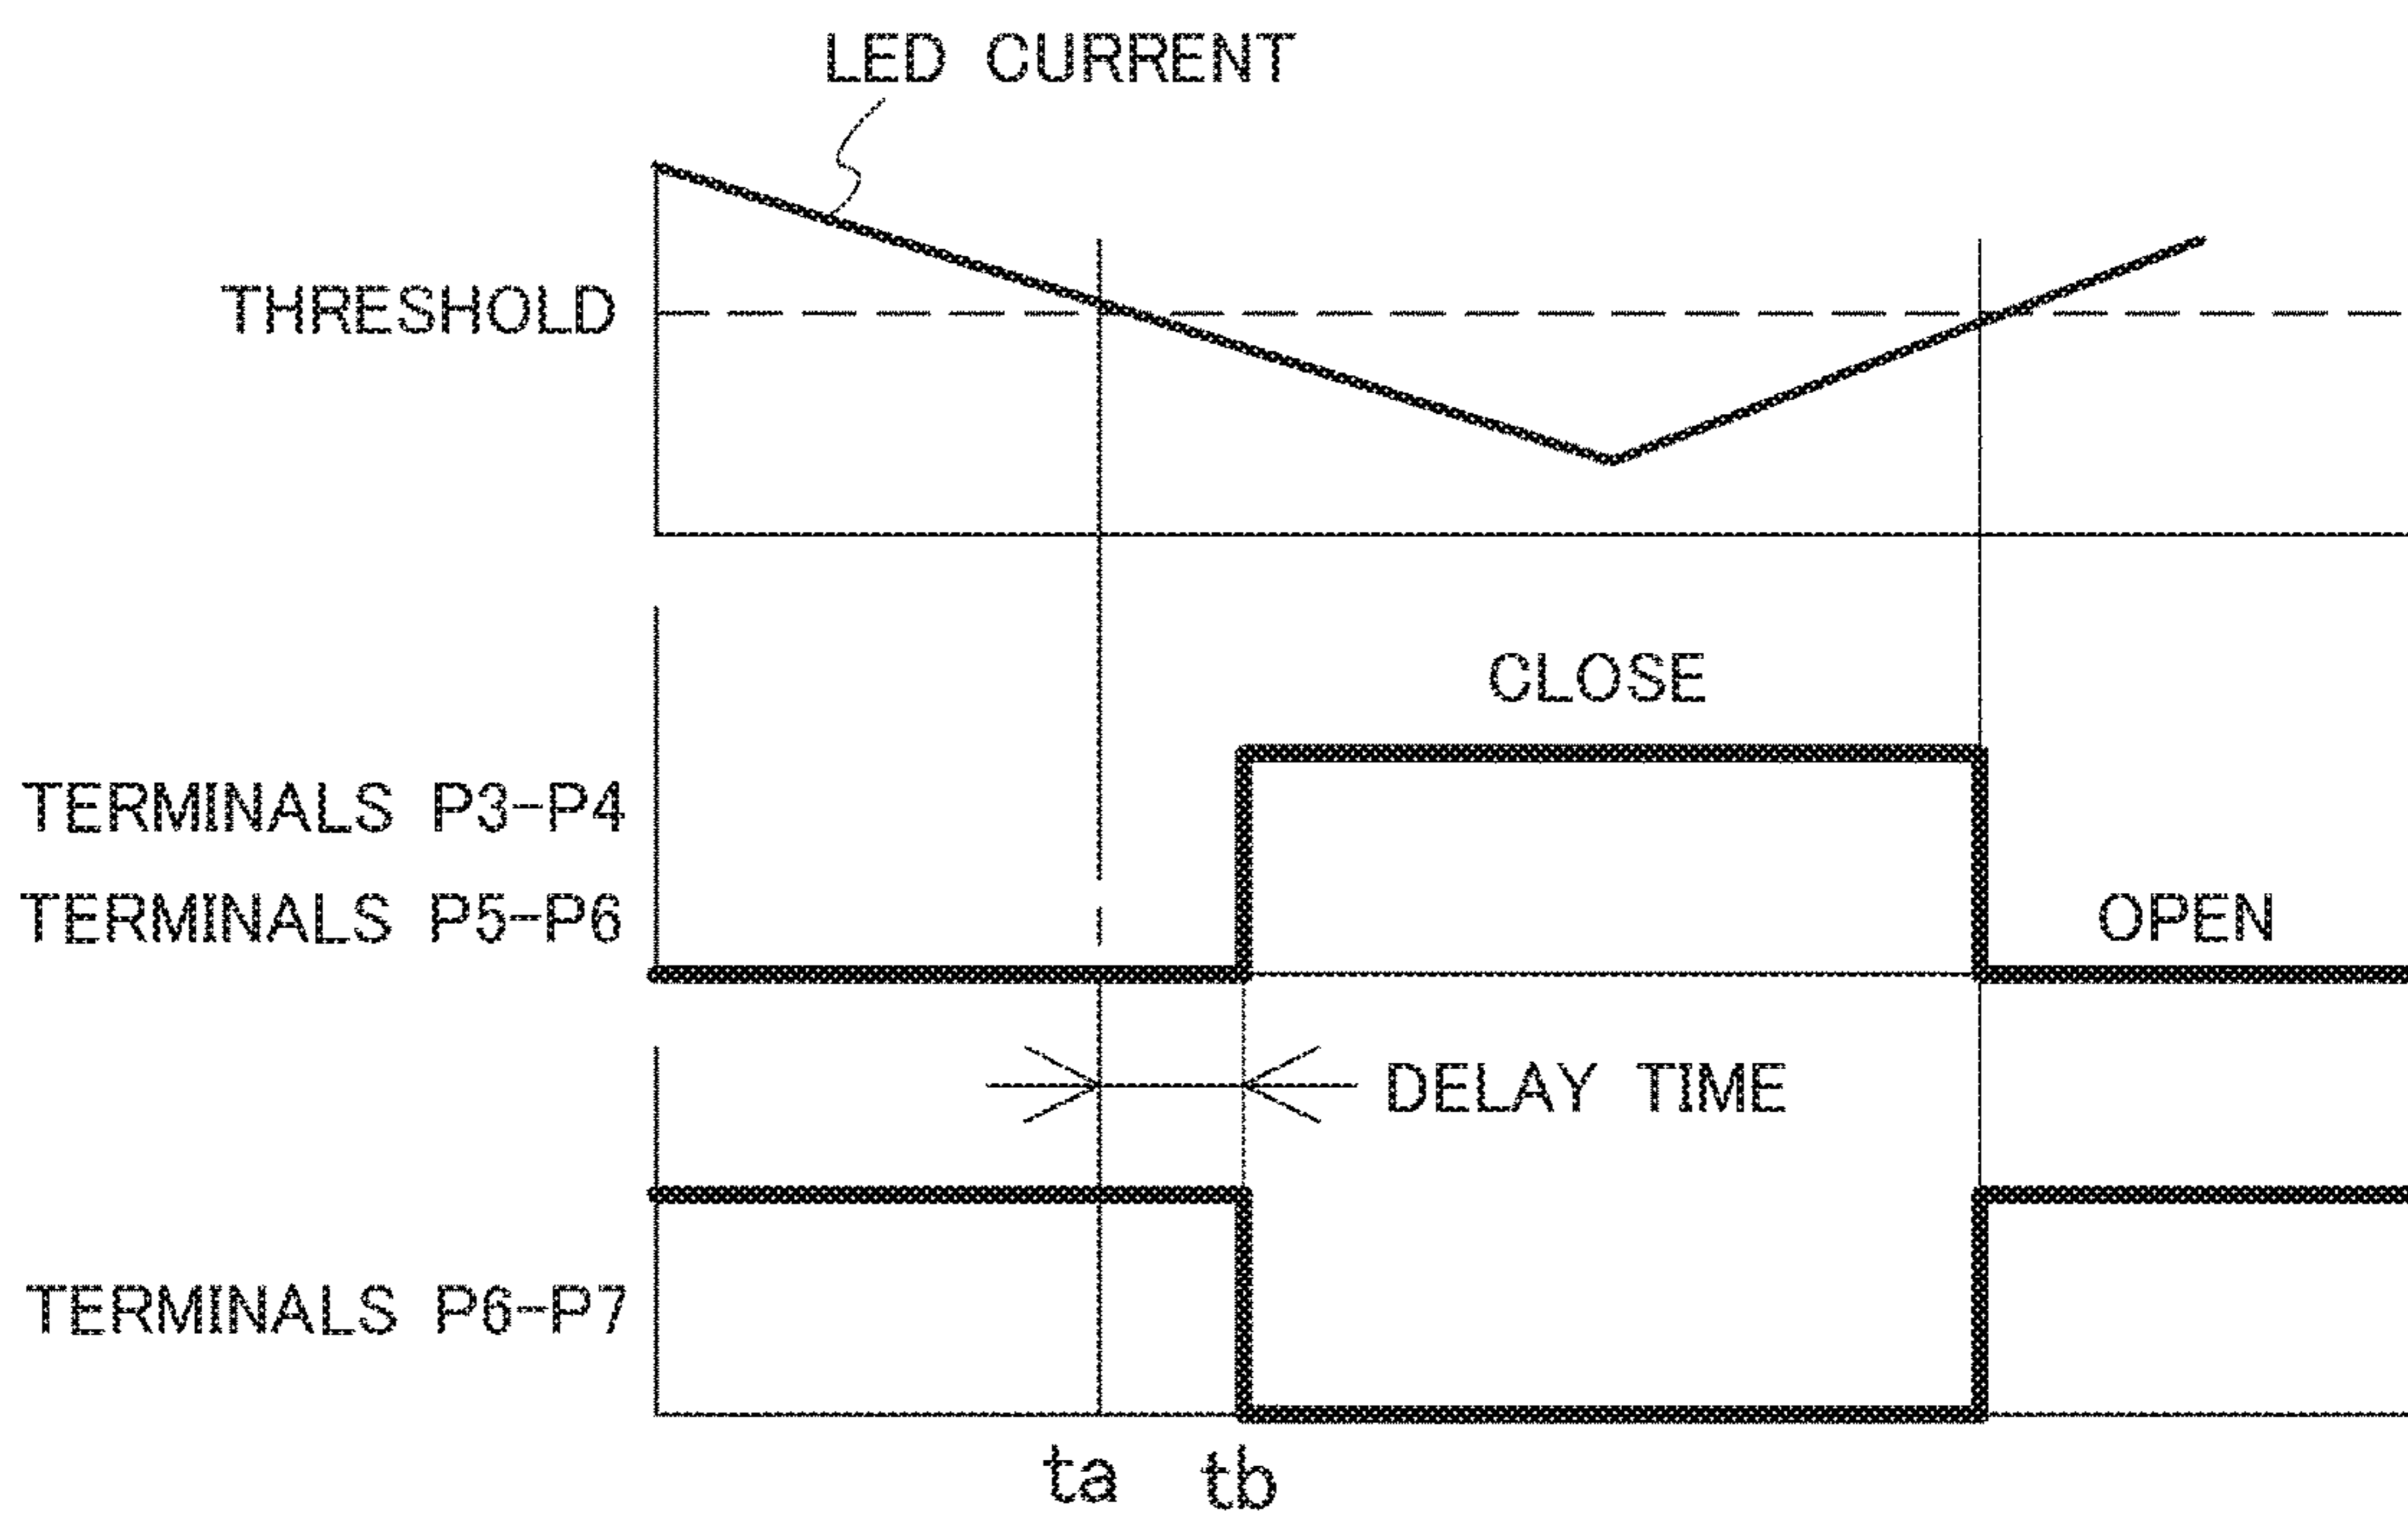 LED CURRENT
THRESHOLD
CLOSE
TERMINALS P3-P4
TERMINALS P5-P6
OPEN
DELAY TIME
TERMINALS P6-P7
ta tb